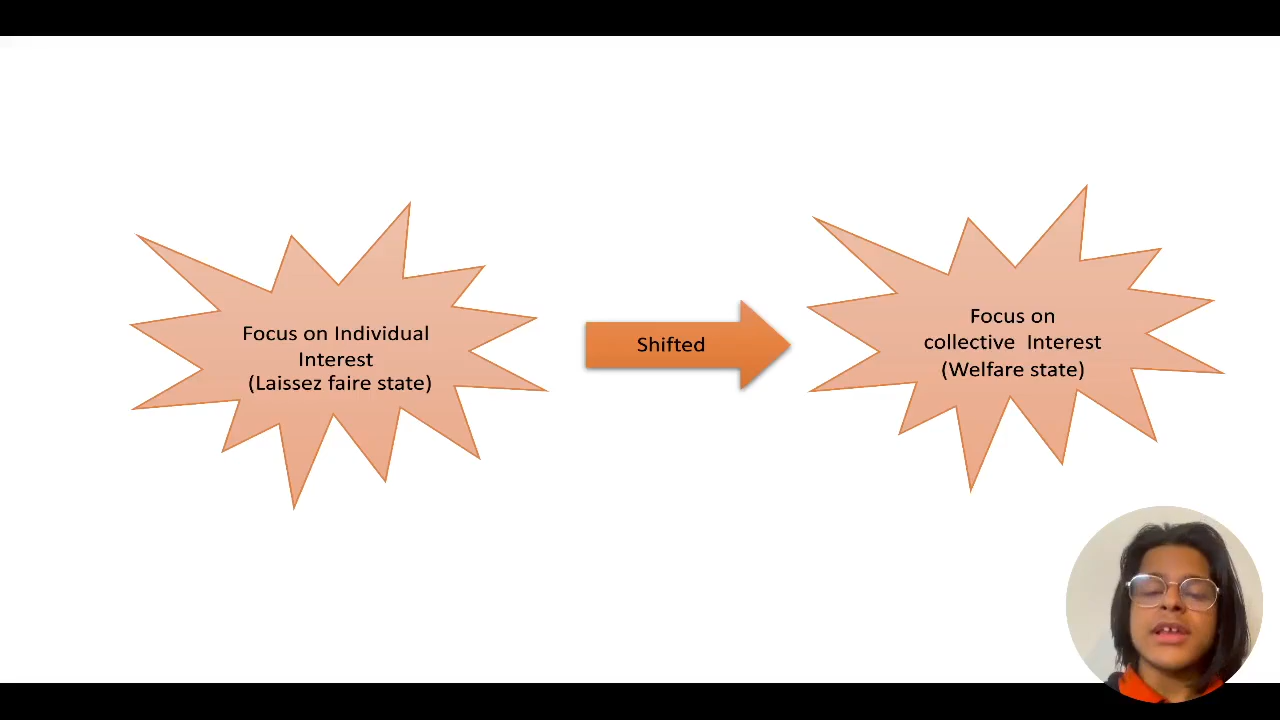 Focus on Individual
Interest
(Laissez faire state)
Shifted
Focus on
collective  Interest
(Welfare state)